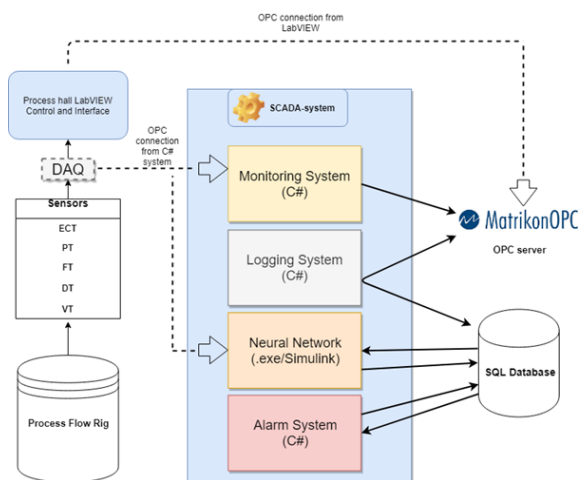 OPC connection from
LabVIEW
Process hall LabVIEW
Control and Interface
SCADA-system
OPC
connection
from C#
system
DAQ
Monitoring System
(C#)
Sensors
ECT
PT
FT
DT
VT
MatrikonOPC
OPC server
Logging System
(C#)
Neural Network
(.exe/Simulink)
SQL Database
Process Flow Rig
Alarm System
(C#)